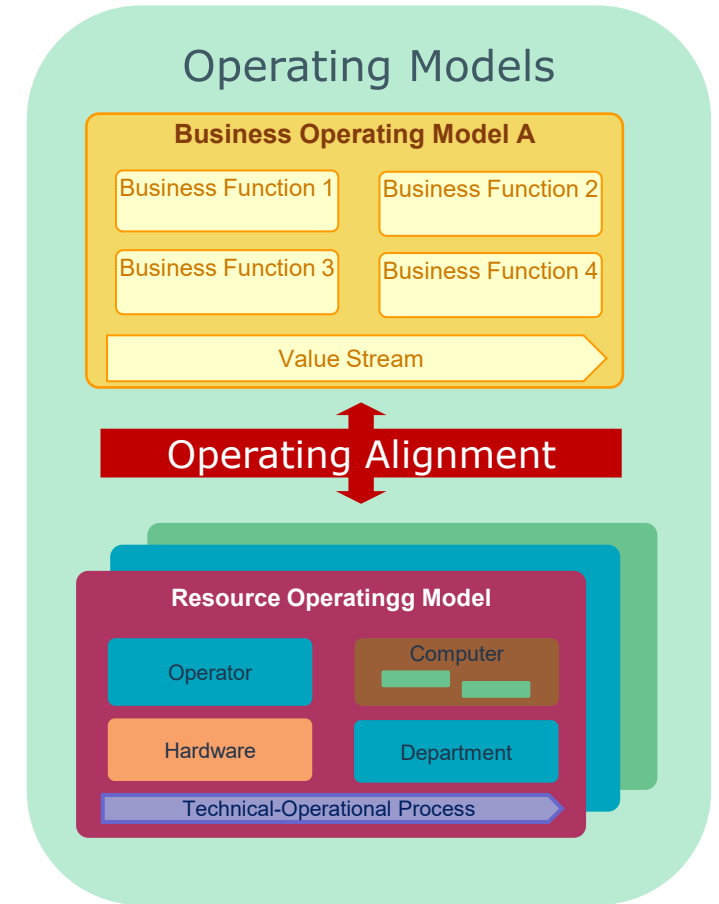 Operating Models
Business Operating Model A
Business Function 1
Business Function 2
Business Function 3
Business Function 4
Value Stream
Operating Alignment
Resource Operatingg Model
Operator
Computer
Hardware
Department
Technical-Operational Process